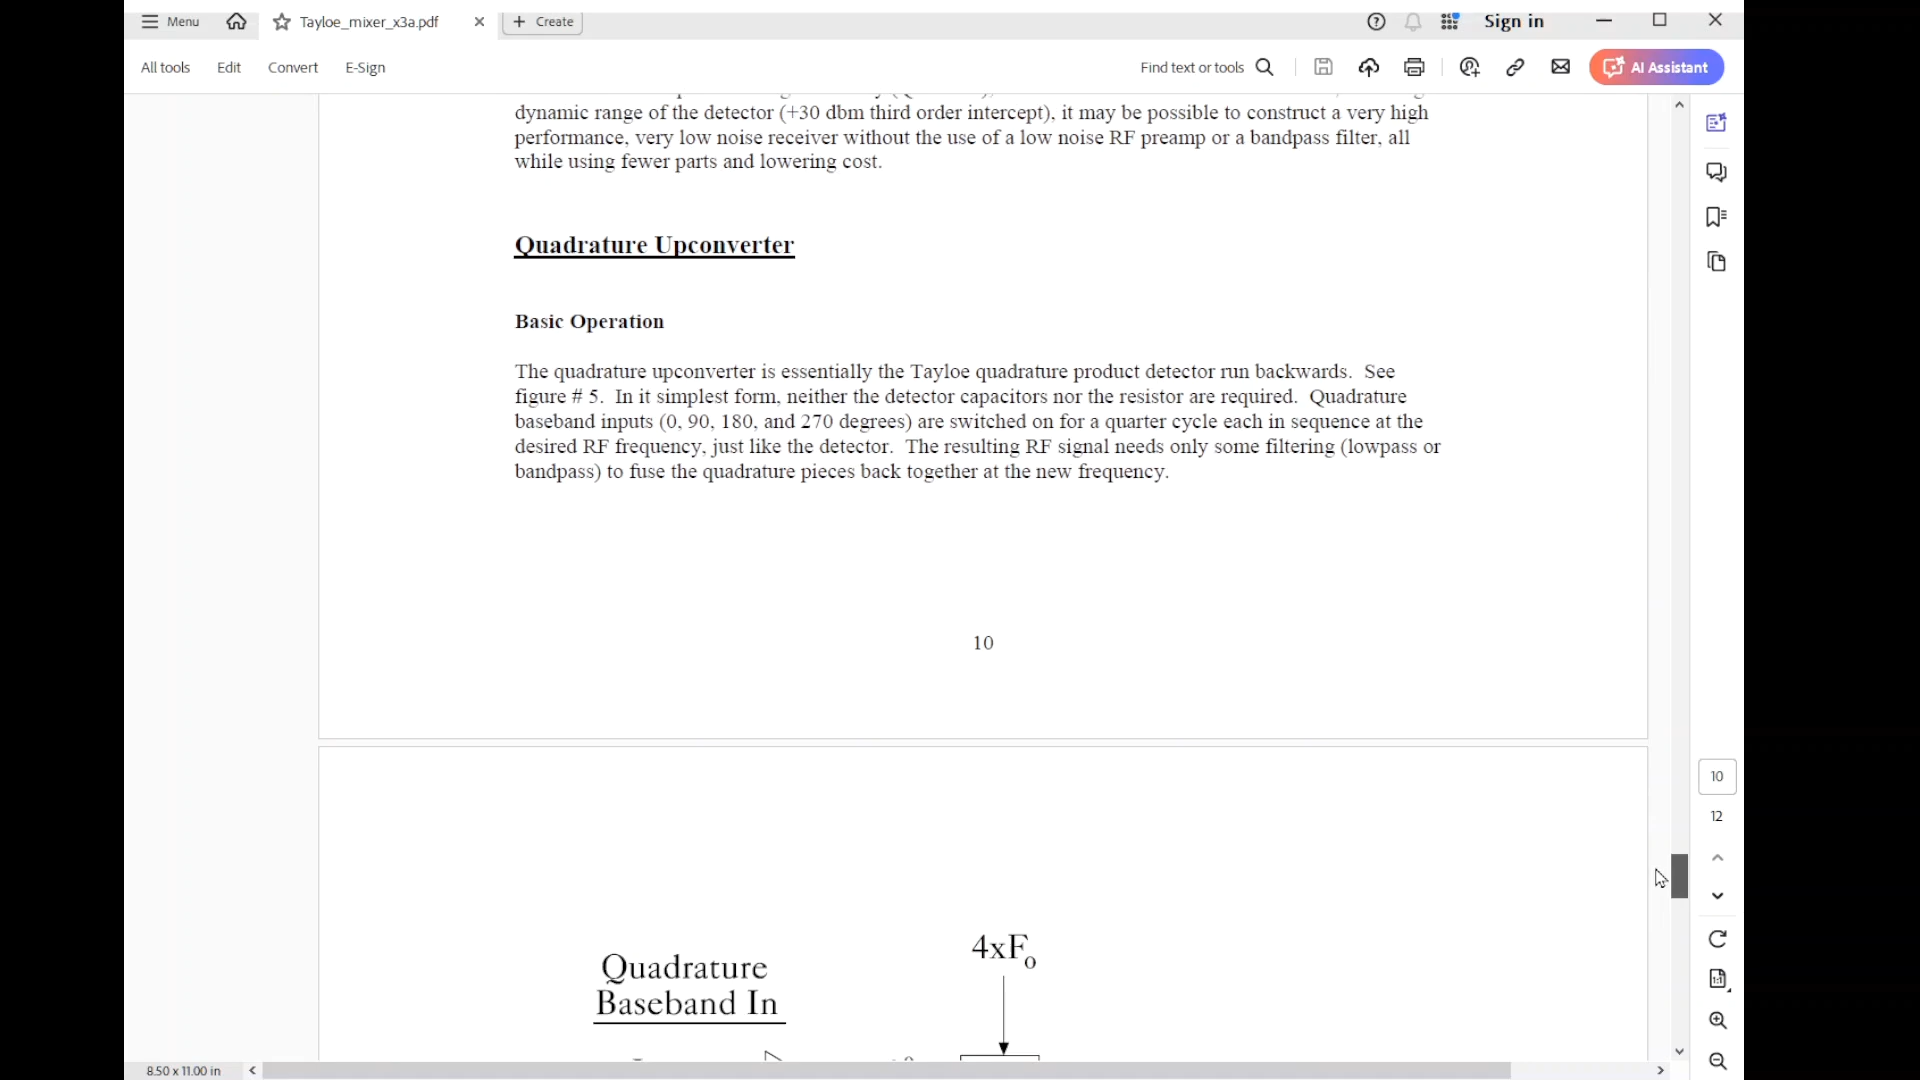 Menu
Tayloe_mixer_x3a.pdf
Create
Sign in
All tools
Edit
Convert
E-Sign
Find text or tools
AI Assistant
dynamic range of the detector (+30 dbm third order intercept), it may be possible to construct a very high
performance, very low noise receiver without the use of a low noise RF preamp or a bandpass filter, all
while using fewer parts and lowering cost.
Quadrature Upconverter
Basic Operation
The quadrature upconverter is essentially the Tayloe quadrature product detector run backwards. See
figure # 5. In it simplest form, neither the detector capacitors nor the resistor are required. Quadrature
baseband inputs (0, 90, 180, and 270 degrees) are switched on for a quarter cycle each in sequence at the
desired RF frequency, just like the detector. The resulting RF signal needs only some filtering (lowpass or
bandpass) to fuse the quadrature pieces back together at the new frequency.
10
10
12
4xFo
Quadrature
Baseband In
8.50 x 11.00 in